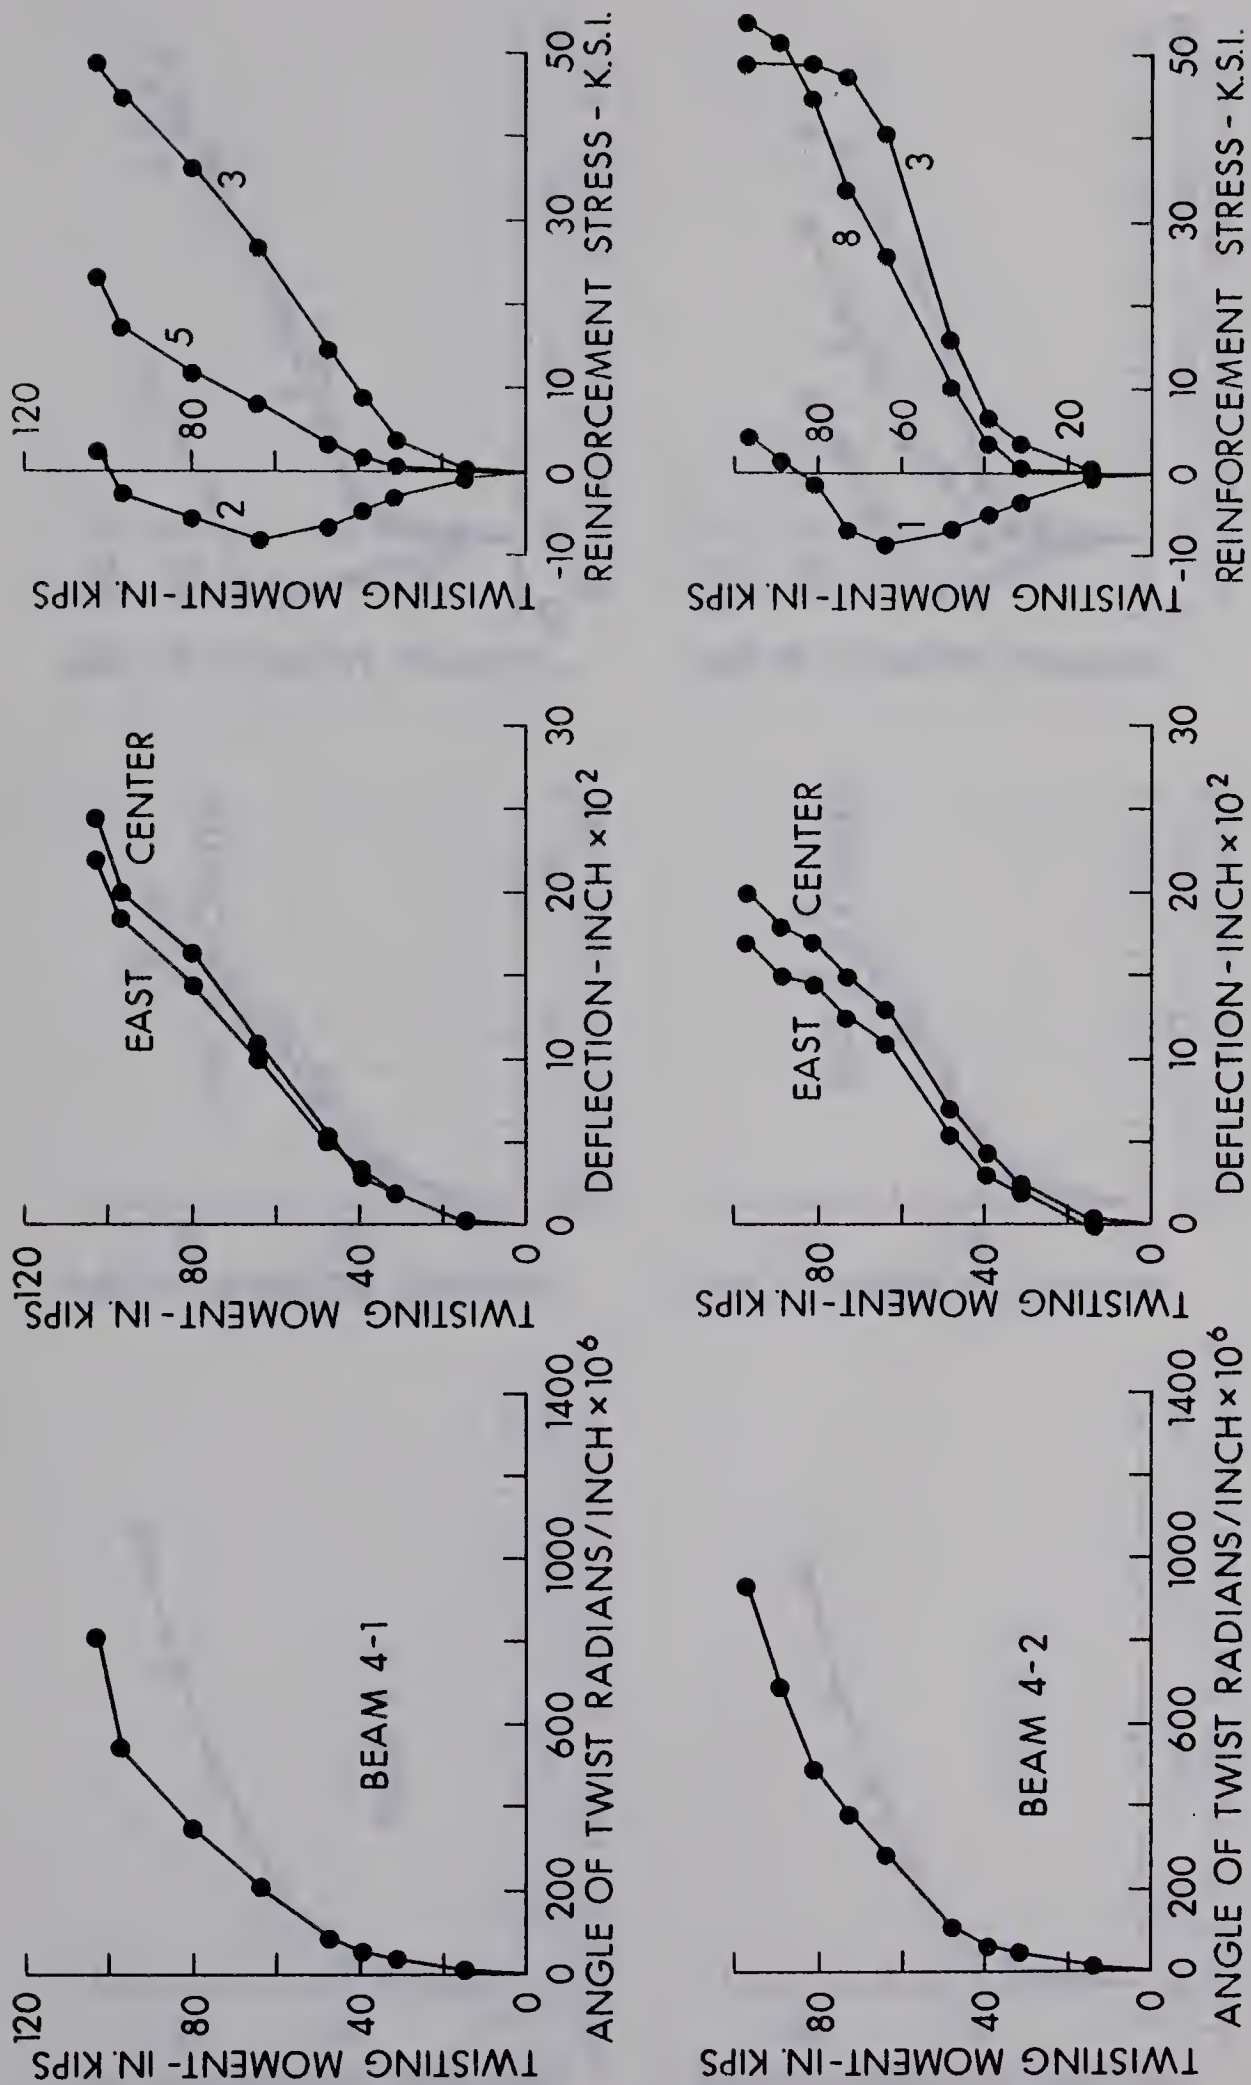 120
80
40
0
TWISTING MOMENT-IN. KIPS
0 200 600 1000 1400
ANGLE OF TWIST RADIANS/INCH × 10⁶
BEAM 4-1
120
80
40
0
TWISTING MOMENT-IN. KIPS
EAST
CENTER
0 10 20 30
DEFLECTION-INCH × 10²
TWISTING MOMENT-IN. KIPS
120
80
2
5
3
-10 0 10 30 50
REINFORCEMENT STRESS - K.S.I.
80
40
0
TWISTING MOMENT-IN. KIPS
BEAM 4-2
0 200 600 1000 1400
ANGLE OF TWIST RADIANS/INCH × 10⁶
80
40
0
TWISTING MOMENT-IN. KIPS
EAST
CENTER
0 10 20 30
DEFLECTION-INCH × 10²
TWISTING MOMENT-IN. KIPS
80
60
20
1
8
3
-10 0 10 30 50
REINFORCEMENT STRESS - K.S.I.